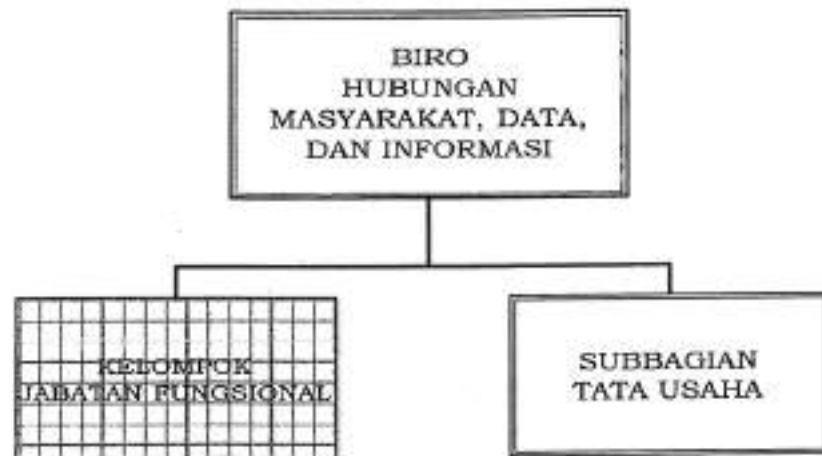 BIRO
HUBUNGAN
MASYARAKAT, DATA,
DAN INFORMASI
KELOMPOK
JABATAN FUNGSIONAL
SUBBAGIAN
TATA USAHA